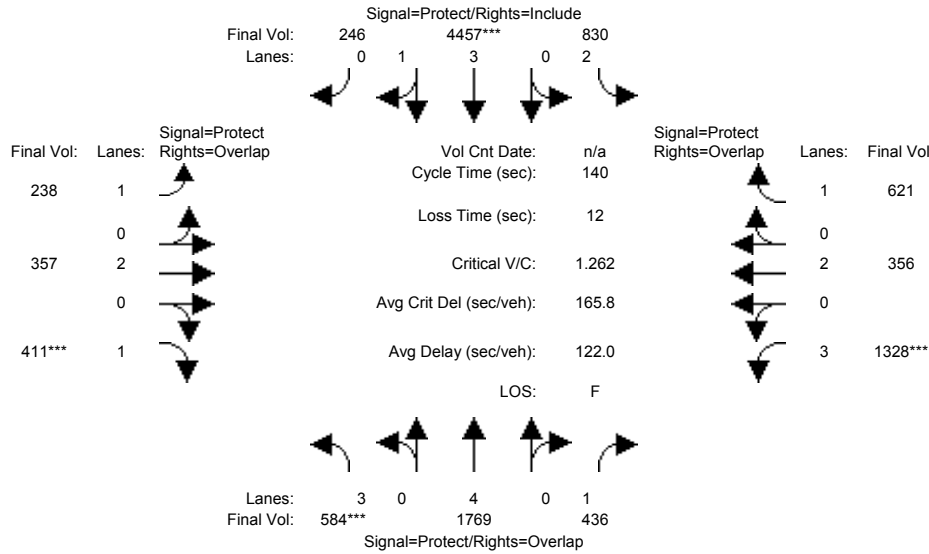 Signal=Protect/Rights=Include
Final Vol: 246 4457*** 830
Lanes: 0 1 3 0 2
Signal=Protect
Final Vol: Lanes: Rights=Overlap
Vol Cnt Date: n/a
Signal=Protect
Rights=Overlap Lanes: Final Vol
Cycle Time (sec): 140
238 1
1 621
Loss Time (sec): 12
0
0
357 2
Critical V/C: 1.262
2 356
0
Avg Crit Del (sec/veh): 165.8
0
411*** 1
Avg Delay (sec/veh): 122.0
3 1328***
LOS: F
Lanes: 3 0 4 0 1
Final Vol: 584*** 1769 436
Signal=Protect/Rights=Overlap